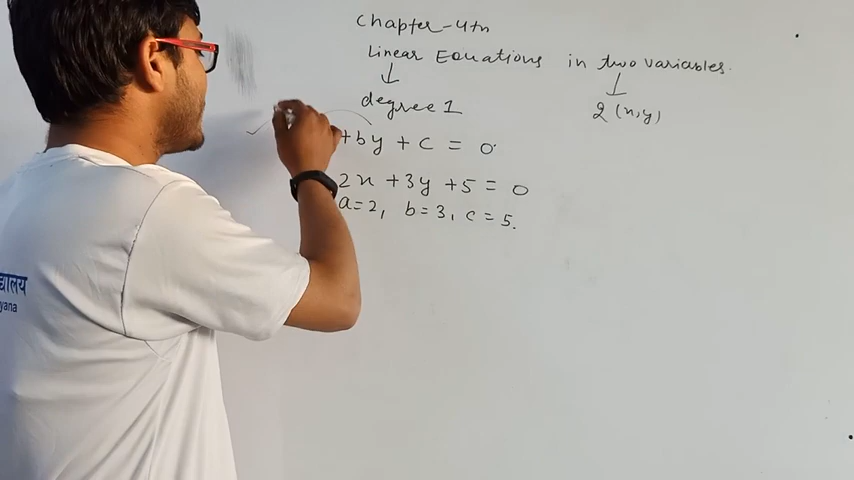 Chapter-4th
Linear Equations in two variables.
degree 1
2 (x,y)
+by + c = 0
2x +3y +5 = 0
a=2, b=3, c=5.
द्यालय
yana